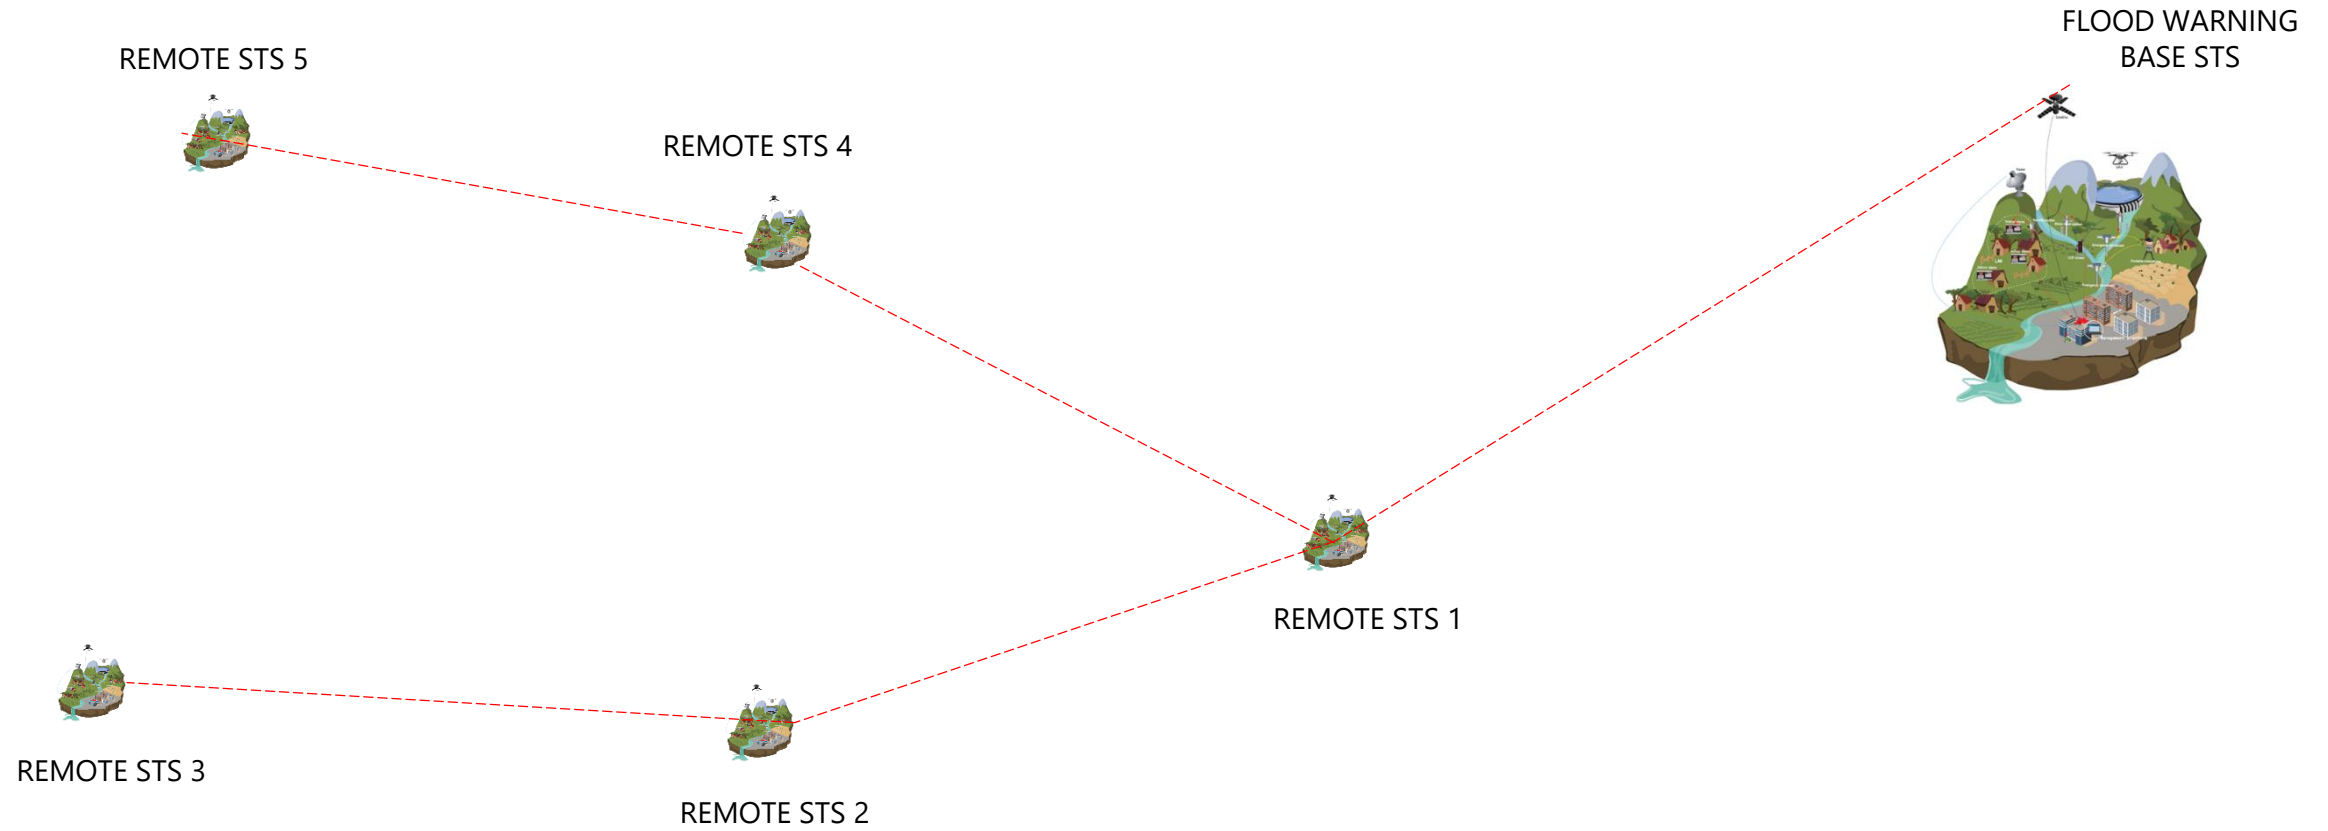 FLOOD WARNING
BASE STS
REMOTE STS 5
REMOTE STS 4
REMOTE STS 1
REMOTE STS 3
REMOTE STS 2